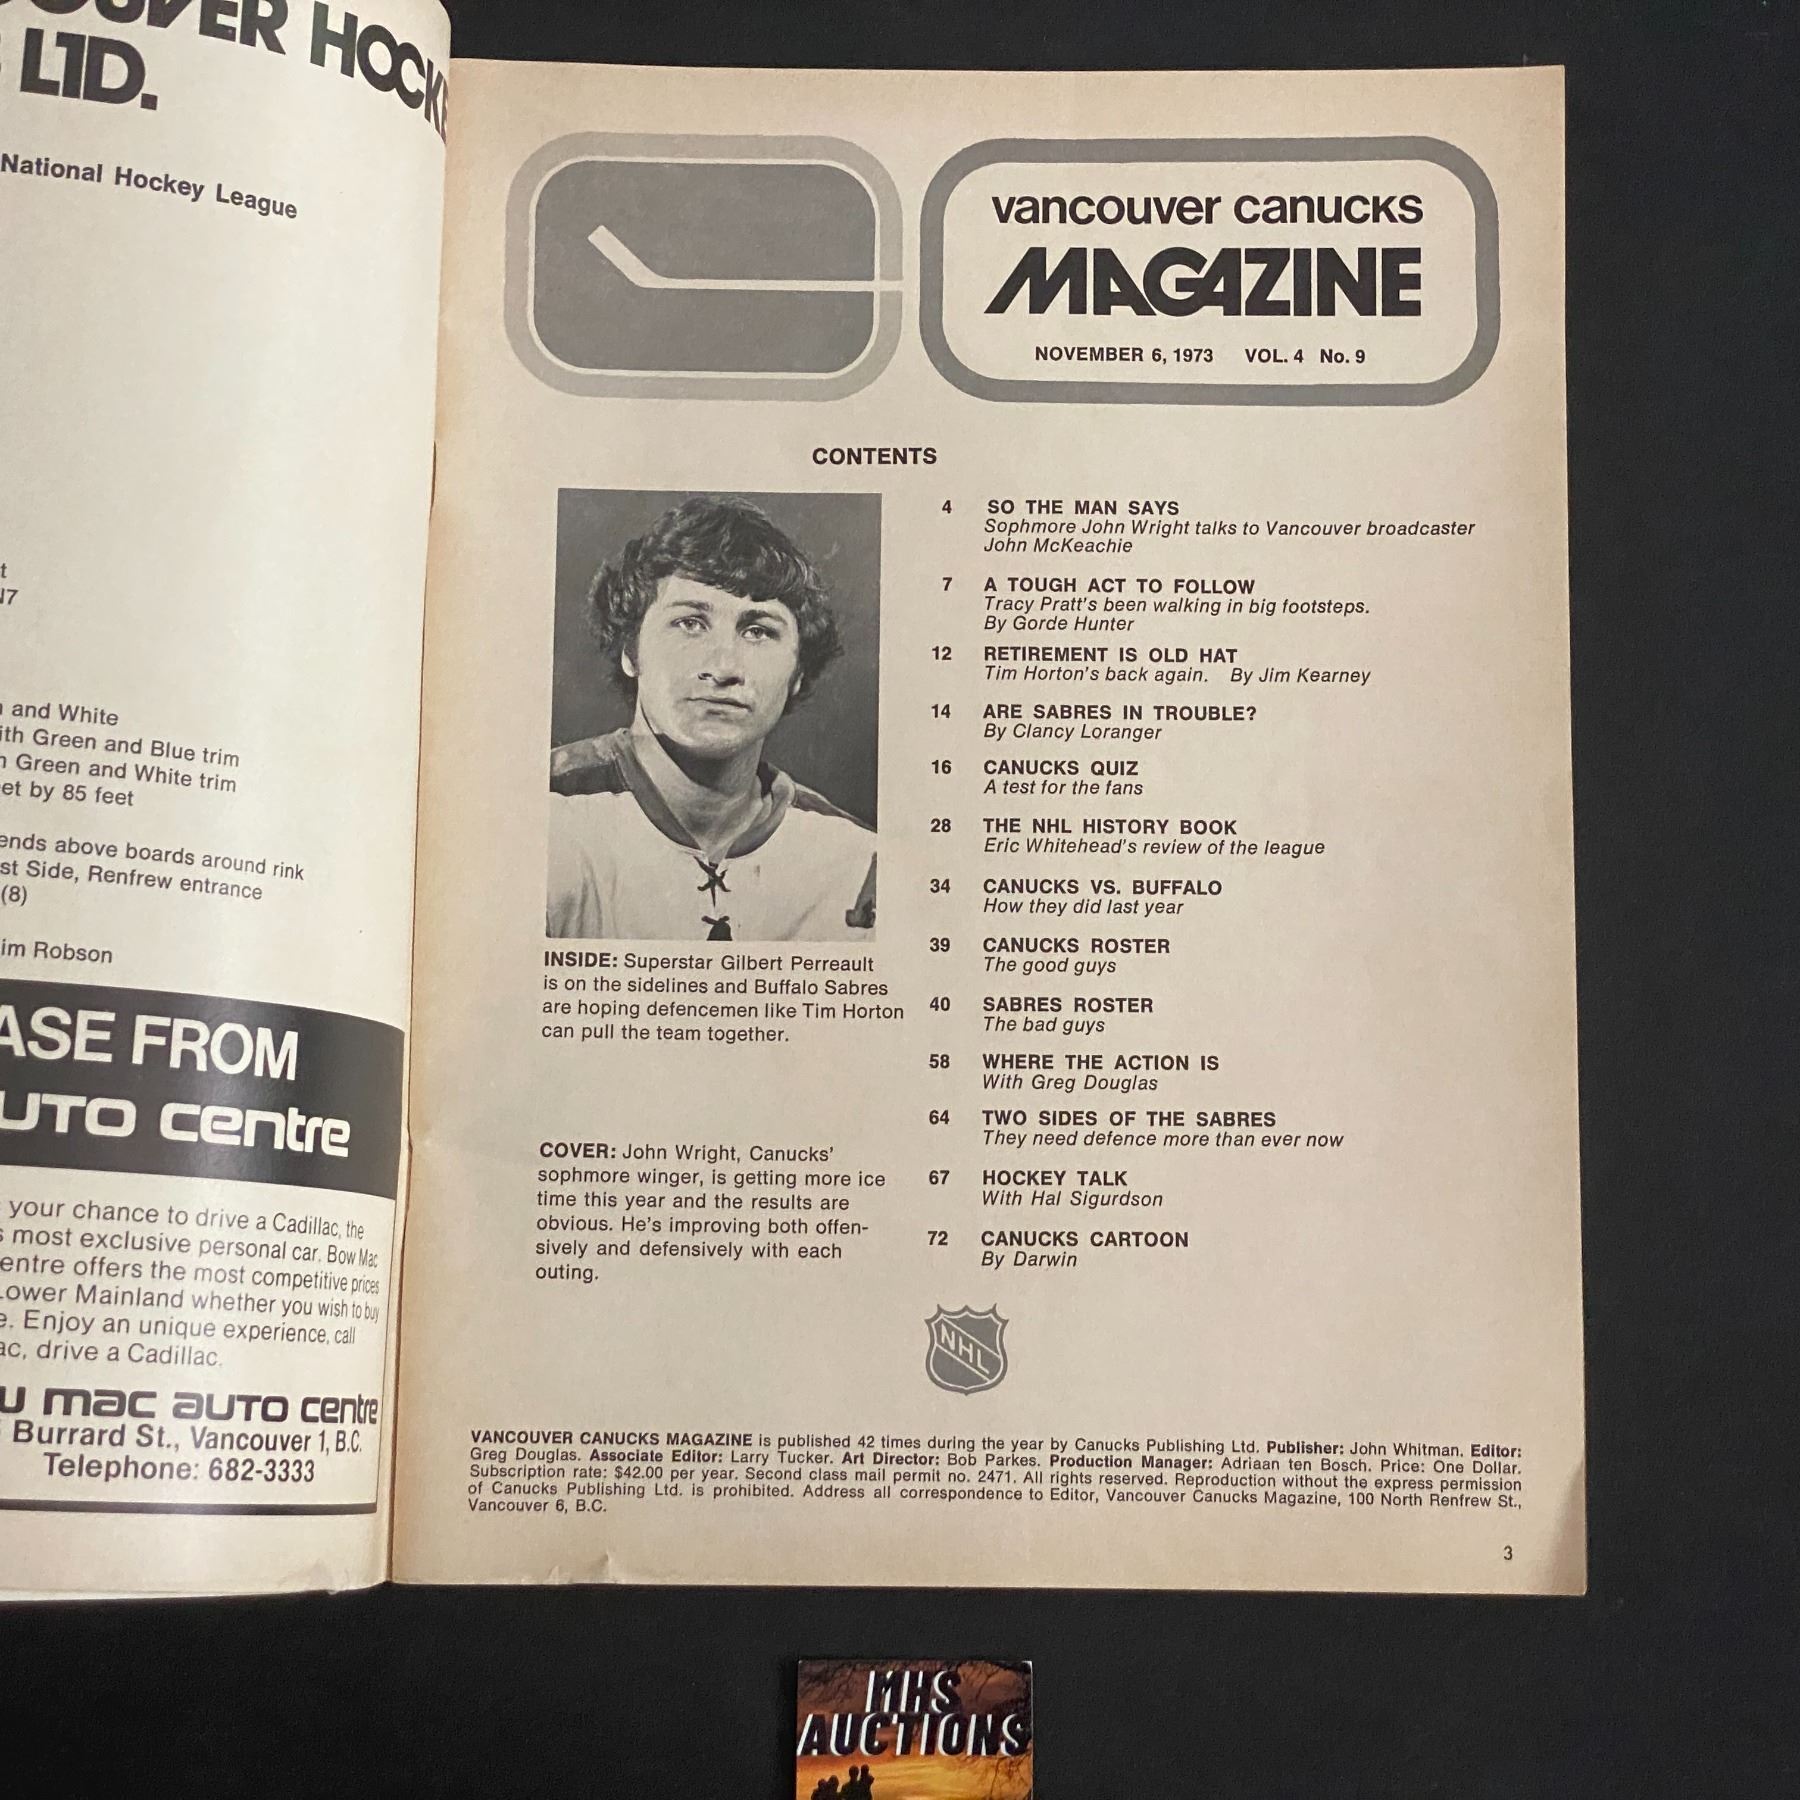 VER HOCKE
LTD.
National Hockey League
and White
Green and Blue trim
Green and White trim
by 85 feet
above boards around rink
Side, Renfrew entrance
(8)
Robson
FROM
centre
your chance to drive a Cadillac, the
most exclusive personal car. Bow Mac
offers the most competitive prices
Mainland whether you wish to buy
Enjoy an unique experience, call
drive a Cadillac.
mac auto centre
Burrard St., Vancouver 1, B.C.
Telephone: 682-3333
vancouver canucks
MAGAZINE
NOVEMBER 6, 1973 VOL. 4 No. 9
CONTENTS
INSIDE: Superstar Gilbert Perreault
is on the sidelines and Buffalo Sabres
are hoping defencemen like Tim Horton
can pull the team together.
COVER: John Wright, Canucks'
sophmore winger, is getting more ice
time this year and the results are
obvious. He's improving both offen-
sively and defensively with each
outing.
4 SO THE MAN SAYS
Sophmore John Wright talks to Vancouver broadcaster
John McKeachie
7 A TOUGH ACT TO FOLLOW
Tracy Pratt's been walking in big footsteps.
By Gorde Hunter
12 RETIREMENT IS OLD HAT
Tim Horton's back again. By Jim Kearney
14 ARE SABRES IN TROUBLE?
By Clancy Loranger
16 CANUCKS QUIZ
A test for the fans
28 THE NHL HISTORY BOOK
Eric Whitehead's review of the league
34 CANUCKS VS. BUFFALO
How they did last year
39 CANUCKS ROSTER
The good guys
40 SABRES ROSTER
The bad guys
58 WHERE THE ACTION IS
With Greg Douglas
64 TWO SIDES OF THE SABRES
They need defence more than ever now
67 HOCKEY TALK
With Hal Sigurdson
72 CANUCKS CARTOON
By Darwin
NHL
VANCOUVER CANUCKS MAGAZINE is published 42 times during the year by Canucks Publishing Ltd. Publisher: John Whitman. Editor:
Greg Douglas. Associate Editor: Larry Tucker. Art Director: Bob Parkes. Production Manager: Adriaan ten Bosch. Price: One Dollar.
Subscription rate: $42.00 per year. Second class mail permit no. 2471. All rights reserved. Reproduction without the express permission
of Canucks Publishing Ltd. is prohibited. Address all correspondence to Editor, Vancouver Canucks Magazine, 100 North Renfrew St.,
Vancouver 6, B.C.
3
MHS
AUCTIONS